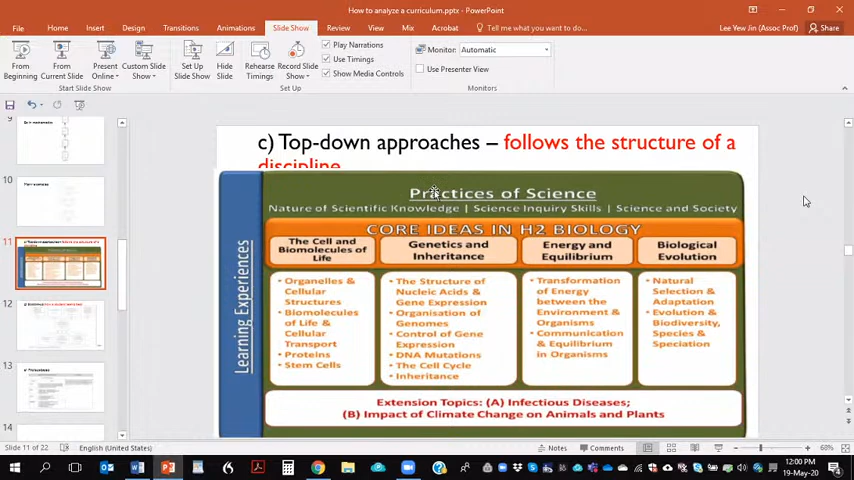 How to analyze a curriculum.pptx - PowerPoint
File Home Insert Design Transitions Animations Slide Show Review View Mix Acrobat Tell me what you want to do... Lee Yew Jin (Assoc Prof) Share
From Beginning
From Current Slide
Present Online
Custom Slide Show
Set Up Slide Show
Hide Slide
Rehearse Timings
Record Slide Show
Play Narrations
Use Timings
Show Media Controls
Monitor: Automatic
Use Presenter View
Start Slide Show
Set Up
Monitors
9
10
11
12
13
14
c) Top-down approaches – follows the structure of a
discipline
Practices of Science
Nature of Scientific Knowledge | Science Inquiry Skills | Science and Society
CORE IDEAS IN H2 BIOLOGY
Learning Experiences
The Cell and
Biomolecules of
Life
• Organelles &
Cellular
Structures
• Biomolecules
of Life &
Cellular
Transport
• Proteins
• Stem Cells
Genetics and
Inheritance
• The Structure of
Nucleic Acids &
Gene Expression
• Organisation of
Genomes
• Control of Gene
Expression
• DNA Mutations
• The Cell Cycle
• Inheritance
Energy and
Equilibrium
• Transformation
of Energy
between the
Environment &
Organisms
• Communication
& Equilibrium
in Organisms
Biological
Evolution
• Natural
Selection &
Adaptation
• Evolution &
Biodiversity,
Species &
Speciation
Extension Topics: (A) Infectious Diseases;
(B) Impact of Climate Change on Animals and Plants
Slide 11 of 22 English (United States) Notes Comments 68%
12:00 PM
19-May-20